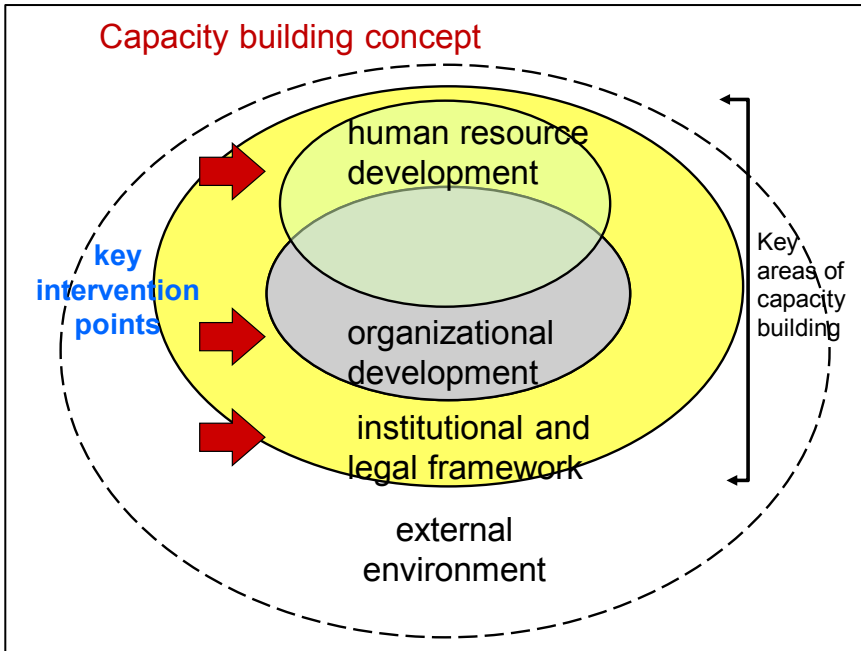 Capacity building concept
human resource
development
key
intervention
points
Key
areas of
capacity
building
organizational
development
institutional and
legal framework
external
environment